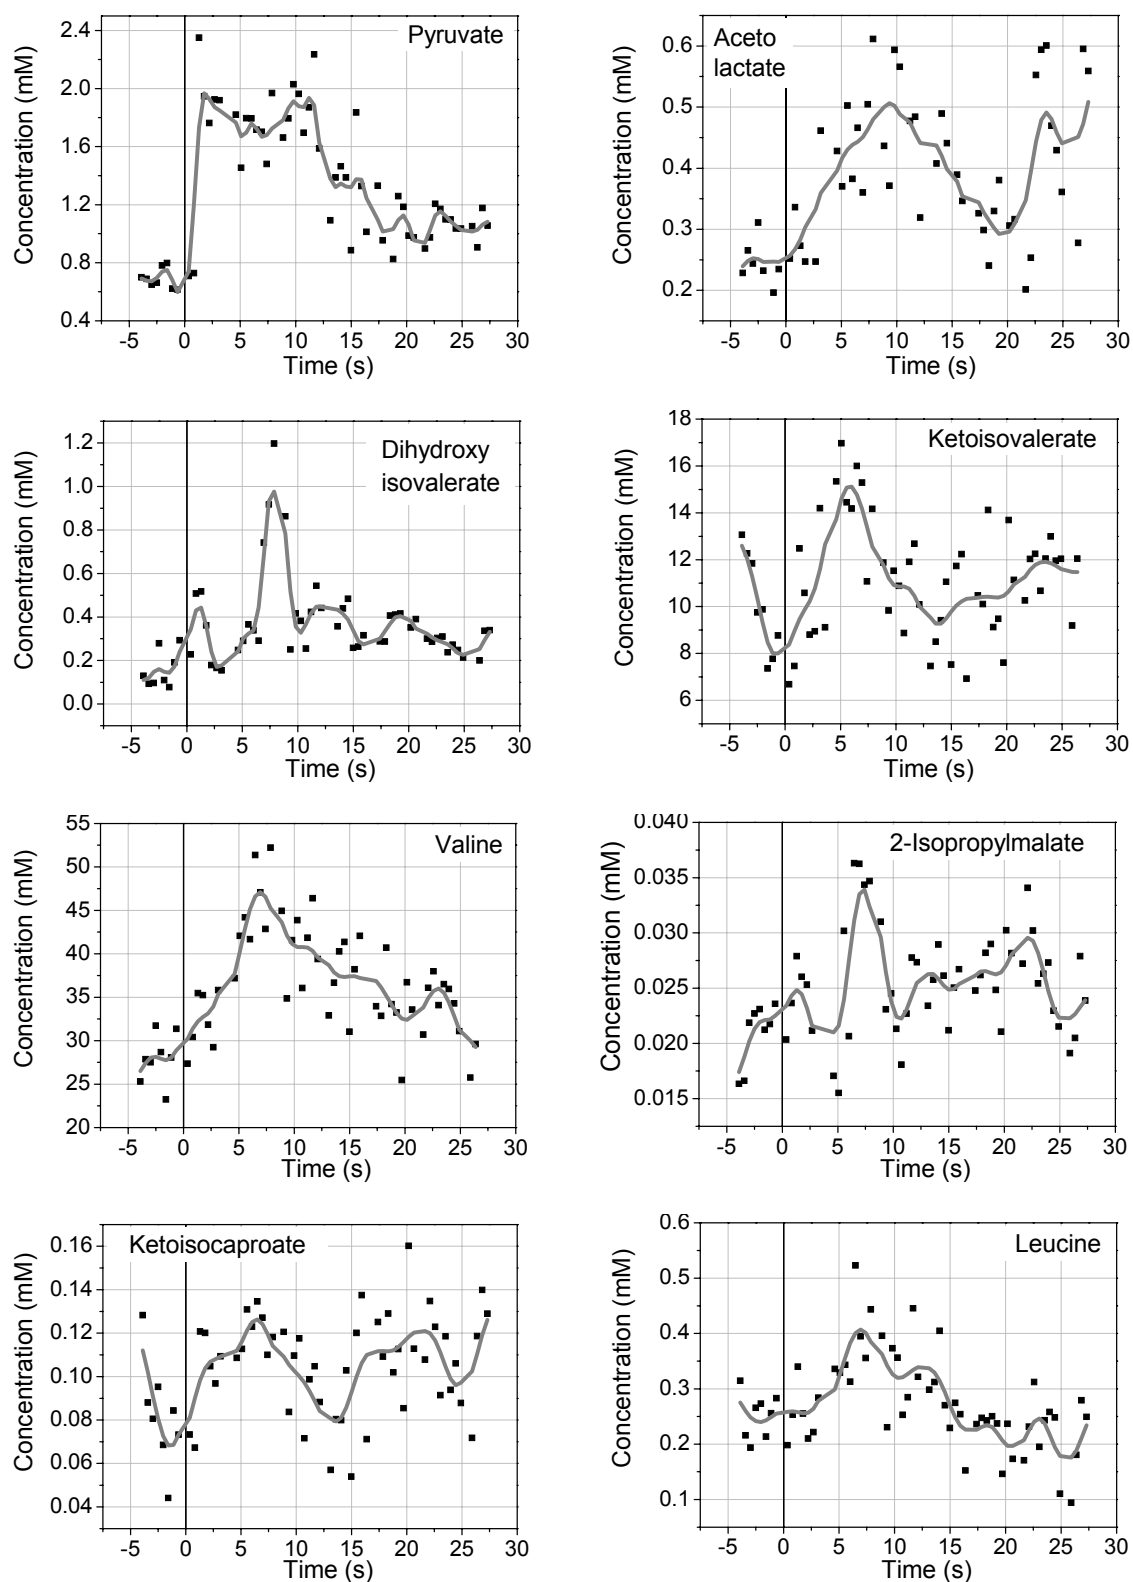 Pyruvate
Concentration (mM)
2.4
2.0
1.6
1.2
0.8
0.4
-5 0 5 10 15 20 25 30
Time (s)
Aceto
lactate
Concentration (mM)
0.6
0.5
0.4
0.3
0.2
-5 0 5 10 15 20 25 30
Time (s)
Dihydroxy
isovalerate
Concentration (mM)
1.2
1.0
0.8
0.6
0.4
0.2
0.0
-5 0 5 10 15 20 25 30
Time (s)
Ketoisovalerate
Concentration (mM)
18
16
14
12
10
8
6
-5 0 5 10 15 20 25 30
Time (s)
Valine
Concentration (mM)
55
50
45
40
35
30
25
20
-5 0 5 10 15 20 25 30
Time (s)
2-Isopropylmalate
Concentration (mM)
0.040
0.035
0.030
0.025
0.020
0.015
-5 0 5 10 15 20 25 30
Time (s)
Ketoisocaproate
Concentration (mM)
0.16
0.14
0.12
0.10
0.08
0.06
0.04
-5 0 5 10 15 20 25 30
Time (s)
Leucine
Concentration (mM)
0.6
0.5
0.4
0.3
0.2
0.1
-5 0 5 10 15 20 25 30
Time (s)